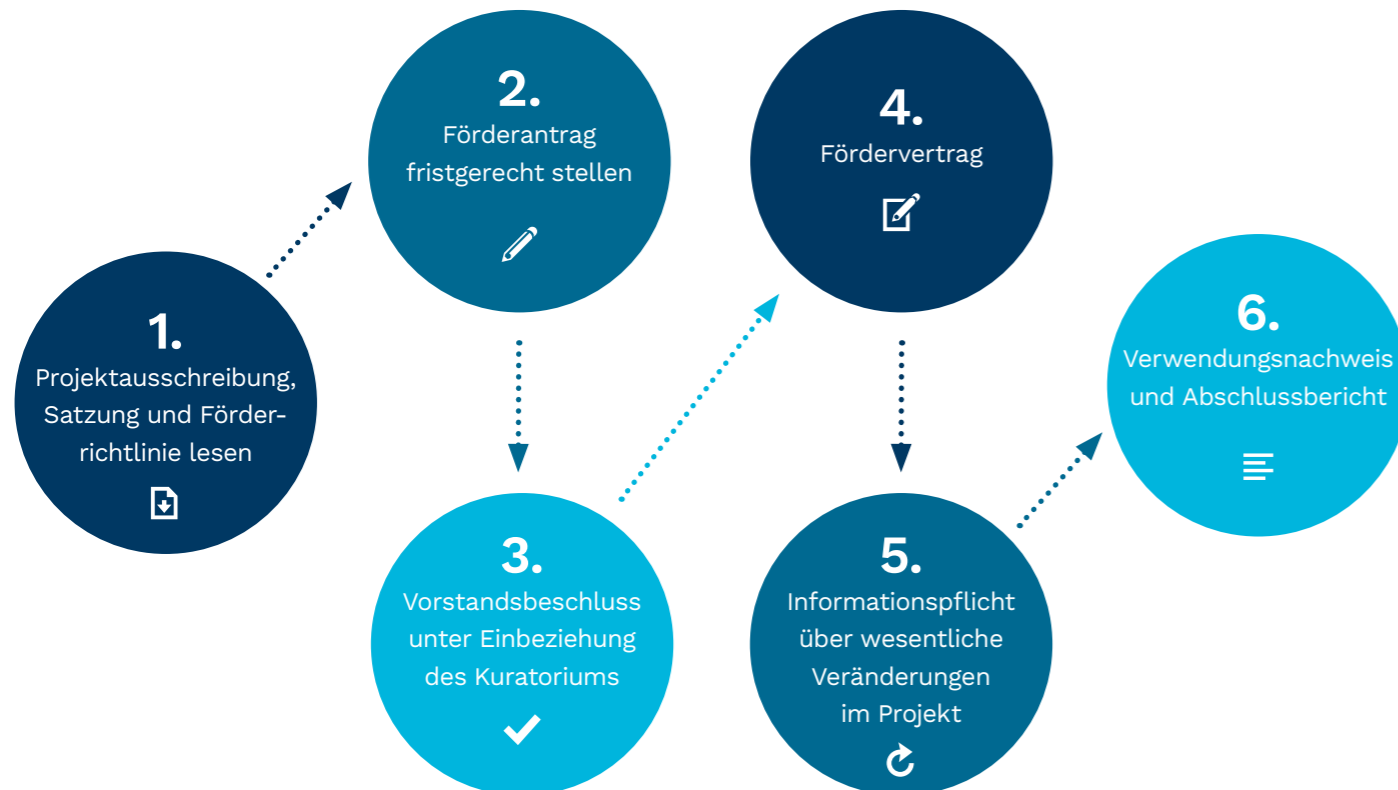 1.
Projektausschreibung,
Satzung und Förder-
richtlinie lesen
2.
Förderantrag
fristgerecht stellen
3.
Vorstandsbeschluss
unter Einbeziehung
des Kuratoriums
4.
Fördervertrag
5.
Informationspflicht
über wesentliche
Veränderungen
im Projekt
6.
Verwendungsnachweis
und Abschlussbericht